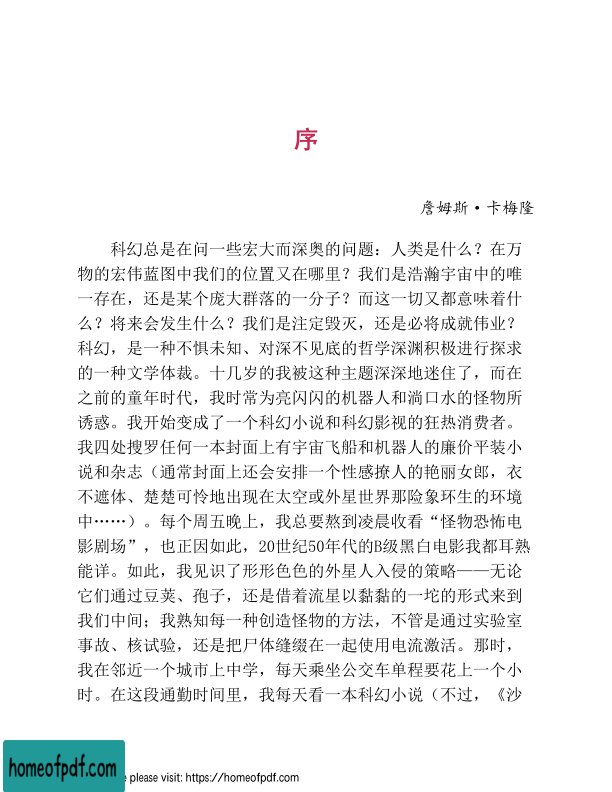 序
詹姆斯·卡梅隆
科幻总是在问一些宏大而深奥的问题：人类是什么？在万
物的宏伟蓝图中我们的位置又在哪里？我们是浩瀚宇宙中的唯
一存在，还是某个庞大群落的一分子？而这一切又都意味着什
么？将来会发生什么？我们是注定毁灭，还是必将成就伟业？
科幻，是一种不惧未知、对深不见底的哲学深渊积极进行探求
的一种文学体裁。十几岁的我被这种主题深深地迷住了，而在
之前的童年时代，我时常为亮闪闪的机器人和淌口水的怪物所
诱惑。我开始变成了一个科幻小说和科幻影视的狂热消费者。
我四处搜罗任何一本封面上有宇宙飞船和机器人的廉价平装小
说和杂志（通常封面上还会安排一个性感撩人的艳丽女郎，衣
不遮体、楚楚可怜地出现在太空或外星世界那险象环生的环境
中……）。每个周五晚上，我总要熬到凌晨收看“怪物恐怖电
影剧场”，也正因如此，20世纪50年代的B级黑白电影我都耳熟
能详。如此，我见识了形形色色的外星人入侵的策略——无论
它们通过豆荚、孢子，还是借着流星以黏黏的一坨的形式来到
我们中间；我熟知每一种创造怪物的方法，不管是通过实验室
事故、核试验，还是把尸体缝缀在一起使用电流激活。那时，
我在邻近一个城市上中学，每天乘坐公交车单程要花上一个小
时。在这段通勤时间里，我每天看一本科幻小说（不过，《沙
homeofpdf.com
please visit: https://homeofpdf.com